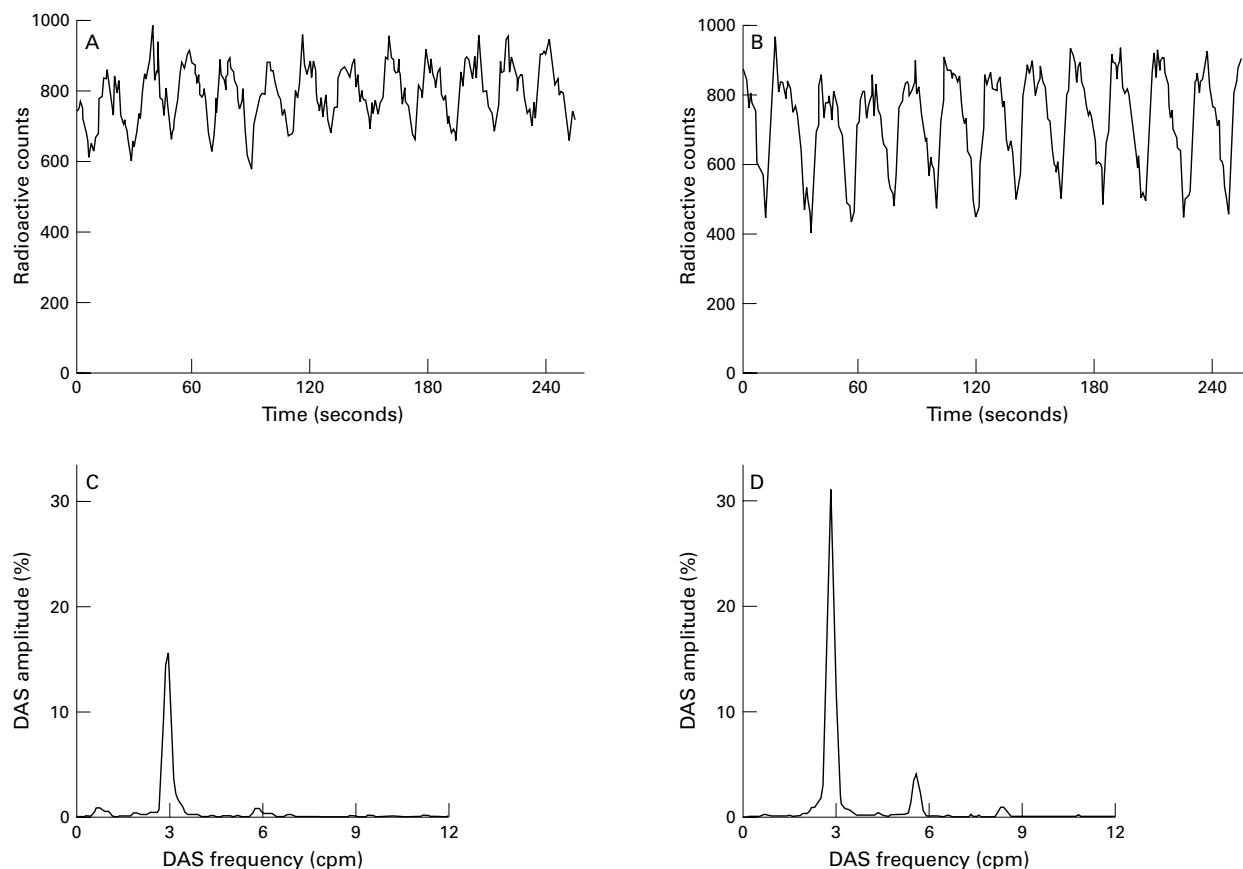 A
Radioactive counts
1000
800
600
400
200
0
0 60 120 180 240
Time (seconds)
B
Radioactive counts
1000
800
600
400
200
0
0 60 120 180 240
Time (seconds)
C
DAS amplitude (%)
30
20
10
0
0 3 6 9 12
DAS frequency (cpm)
D
DAS amplitude (%)
30
20
10
0
0 3 6 9 12
DAS frequency (cpm)